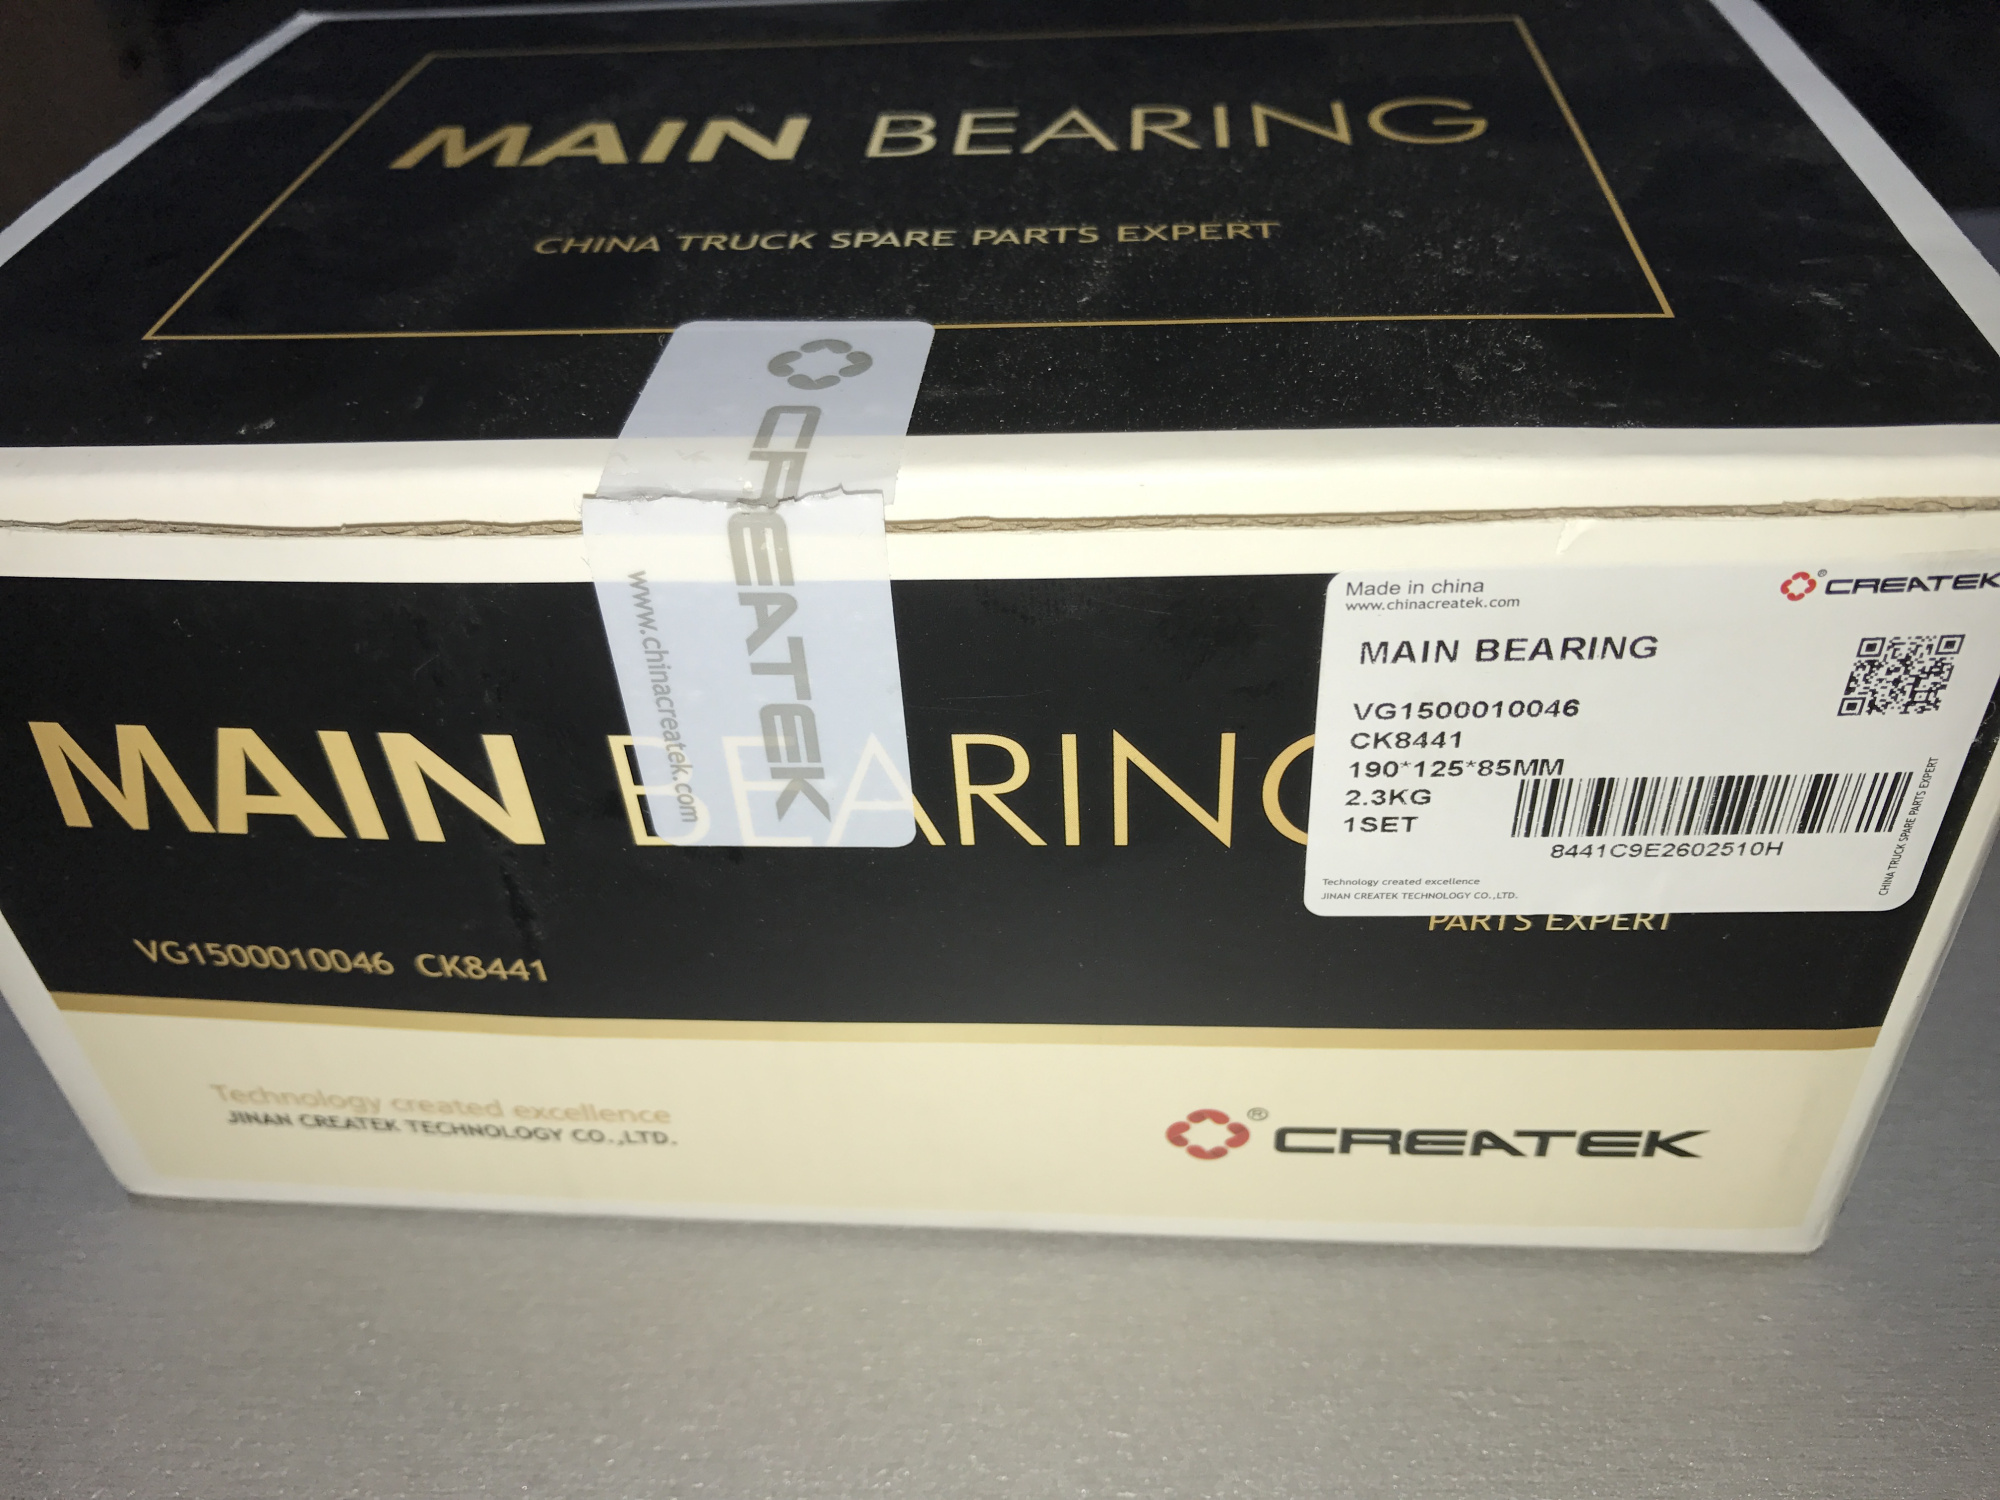 MAIN BEARING
CHINA TRUCK SPARE PARTS EXPERT
CREATEK
www.chinacreatek.com
MAIN BEARING
PARTS EXPERT
VG1500010046 CK8441
Technology created excellence
JINAN CREATEK TECHNOLOGY CO.,LTD.
® CREATEK
Made in china
www.chinacreatek.com
® CREATEK
MAIN BEARING
VG1500010046
CK8441
190*125*85MM
2.3KG
1SET
8441C9E2602510H
CHINA TRUCK SPARE PARTS EXPERT
Technology created excellence
JINAN CREATEK TECHNOLOGY CO.,LTD.